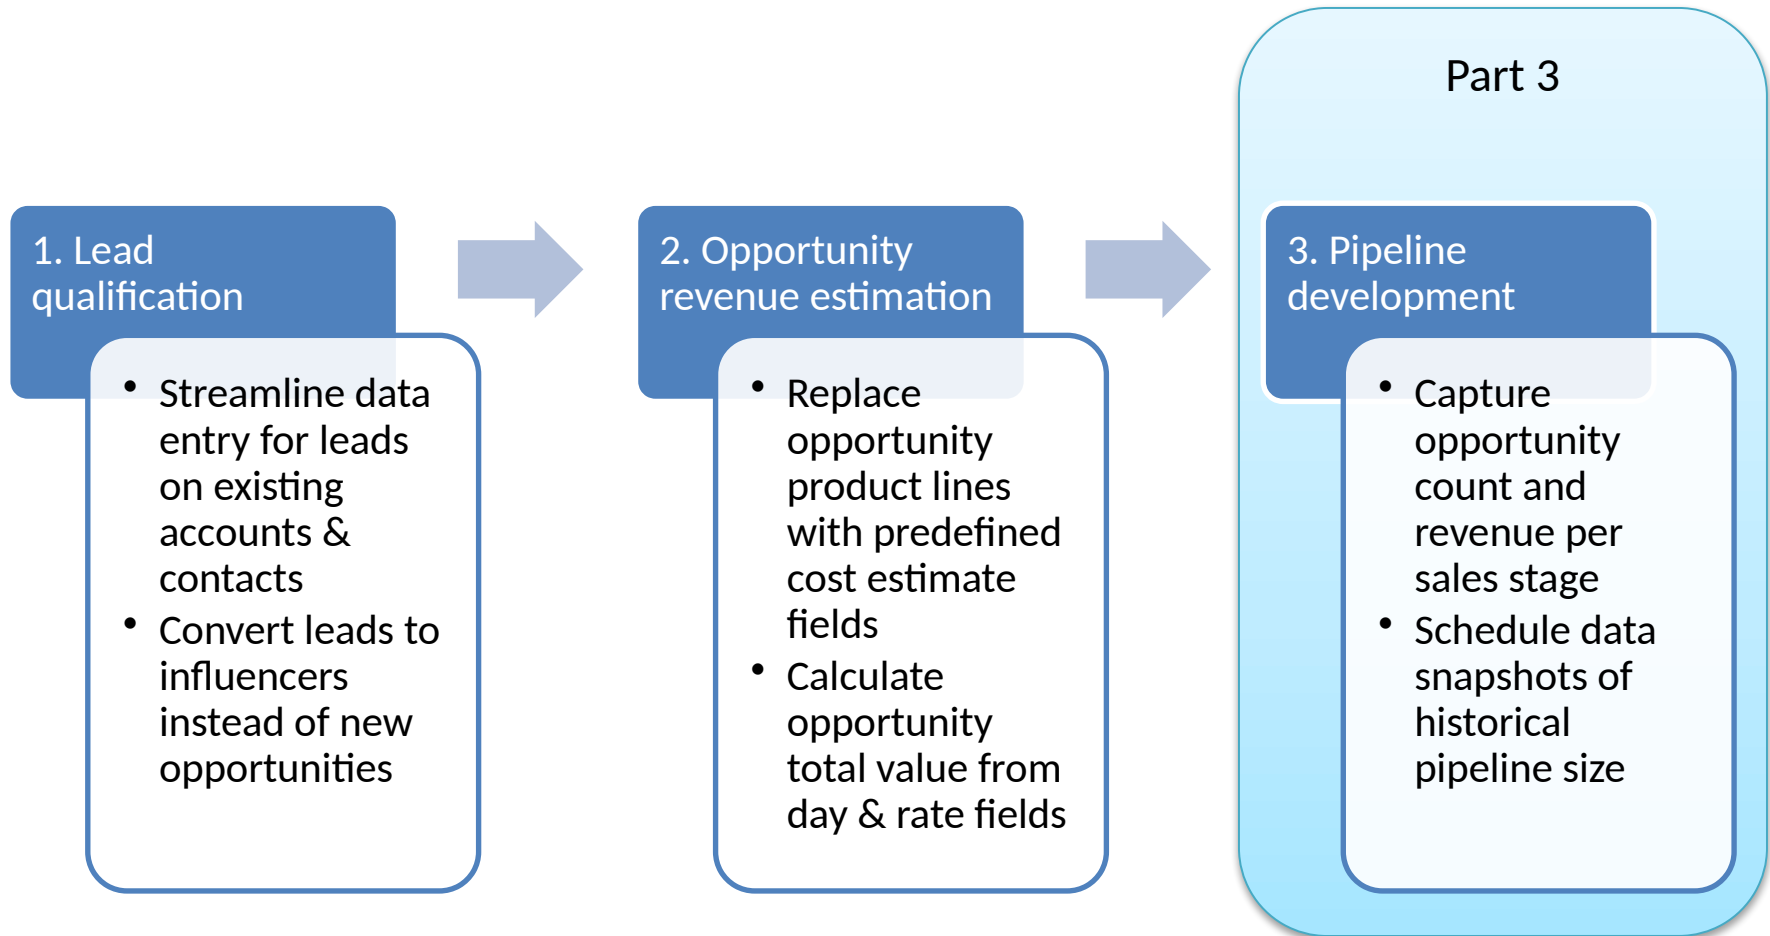 Part 3
1. Lead
qualification
• Streamline data
entry for leads
on existing
accounts &
contacts
• Convert leads to
influencers
instead of new
opportunities
2. Opportunity
revenue estimation
• Replace
opportunity
product lines
with predefined
cost estimate
fields
• Calculate
opportunity
total value from
day & rate fields
3. Pipeline
development
• Capture
opportunity
count and
revenue per
sales stage
• Schedule data
snapshots of
historical
pipeline size